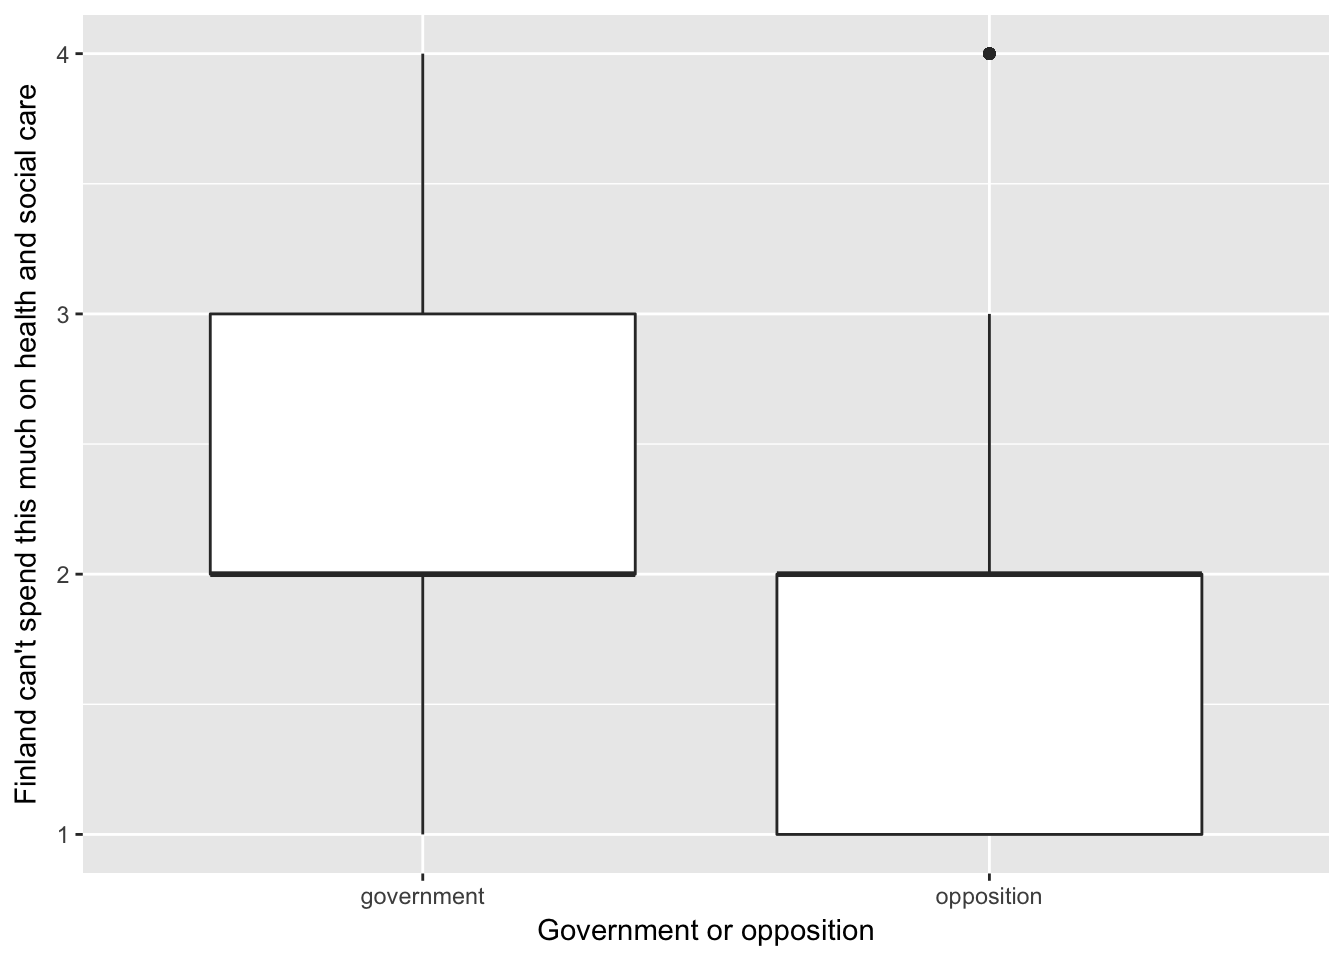 Finland can't spend this much on health and social care
4
3
2
1
government opposition
Government or opposition